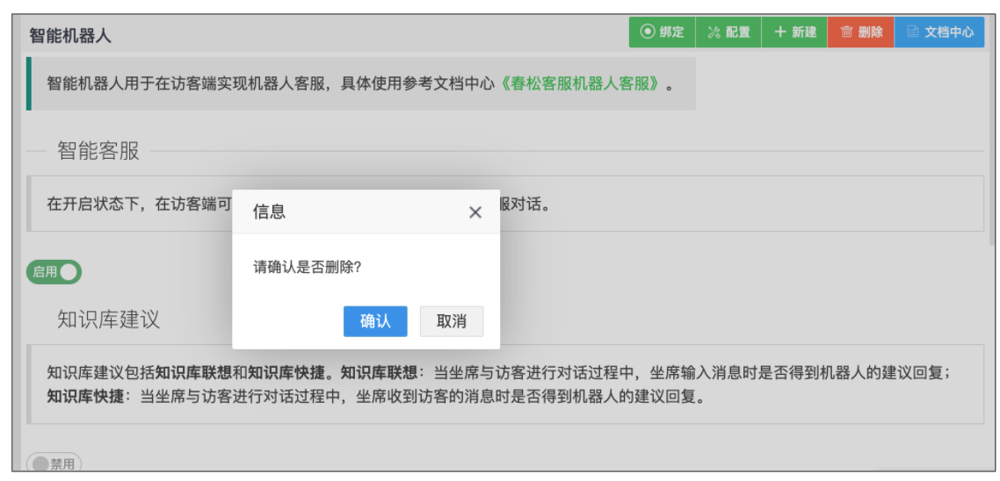 智能机器人
绑定 配置 新建 删除 文档中心
智能机器人用于在访客端实现机器人客服，具体使用参考文档中心《春松客服机器人客服》。
智能客服
在开启状态下，在访客端可
服对话。
信息
请确认是否删除?
确认 取消
启用
知识库建议
知识库建议包括知识库联想和知识库快捷。知识库联想：当坐席与访客进行对话过程中，坐席输入消息时是否得到机器人的建议回复；
知识库快捷：当坐席与访客进行对话过程中，坐席收到访客的消息时是否得到机器人的建议回复。
禁用